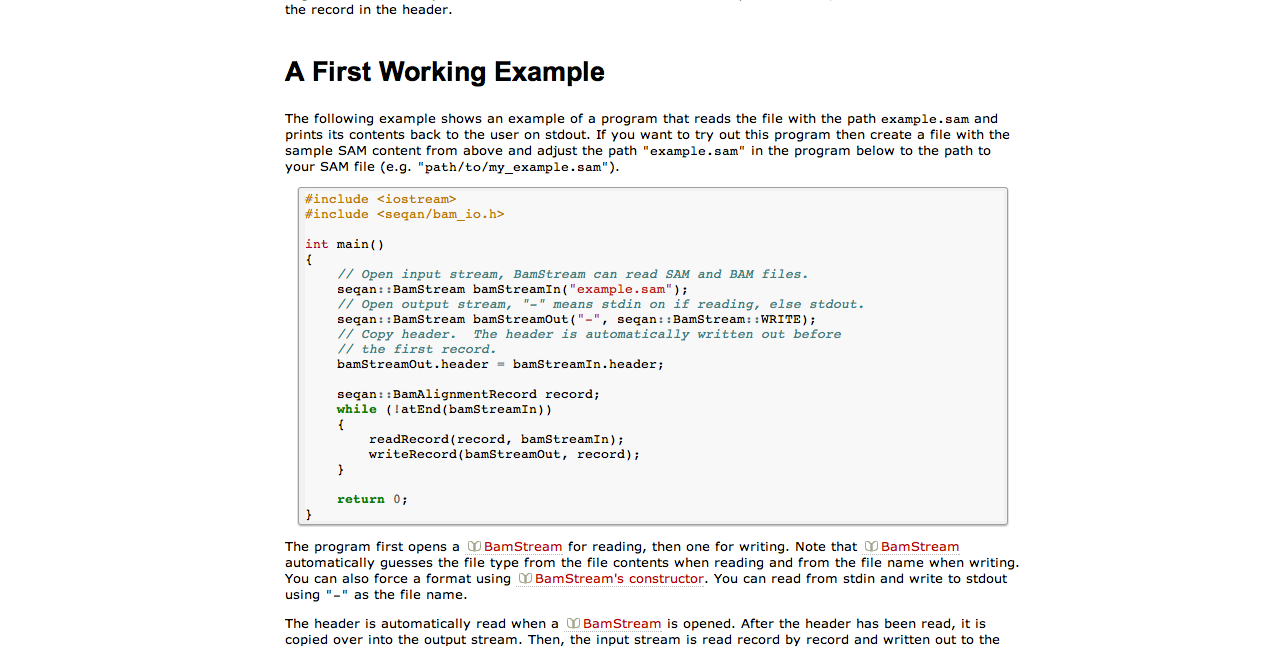 the record in the header.
A First Working Example
The following example shows an example of a program that reads the file with the path example.sam and
prints its contents back to the user on stdout. If you want to try out this program then create a file with the
sample SAM content from above and adjust the path "example.sam" in the program below to the path to
your SAM file (e.g. "path/to/my_example.sam").
#include <iostream>
#include <seqan/bam_io.h>
int main()
{
    // Open input stream, BamStream can read SAM and BAM files.
    seqan::BamStream bamStreamIn("example.sam");
    // Open output stream, "-" means stdin on if reading, else stdout.
    seqan::BamStream bamStreamOut("-", seqan::BamStream::WRITE);
    // Copy header.  The header is automatically written out before
    // the first record.
    bamStreamOut.header = bamStreamIn.header;
    seqan::BamAlignmentRecord record;
    while (!atEnd(bamStreamIn))
    {
        readRecord(record, bamStreamIn);
        writeRecord(bamStreamOut, record);
    }
    return 0;
}
The program first opens a BamStream for reading, then one for writing. Note that BamStream
automatically guesses the file type from the file contents when reading and from the file name when writing.
You can also force a format using BamStream's constructor. You can read from stdin and write to stdout
using "-" as the file name.
The header is automatically read when a BamStream is opened. After the header has been read, it is
copied over into the output stream. Then, the input stream is read record by record and written out to the